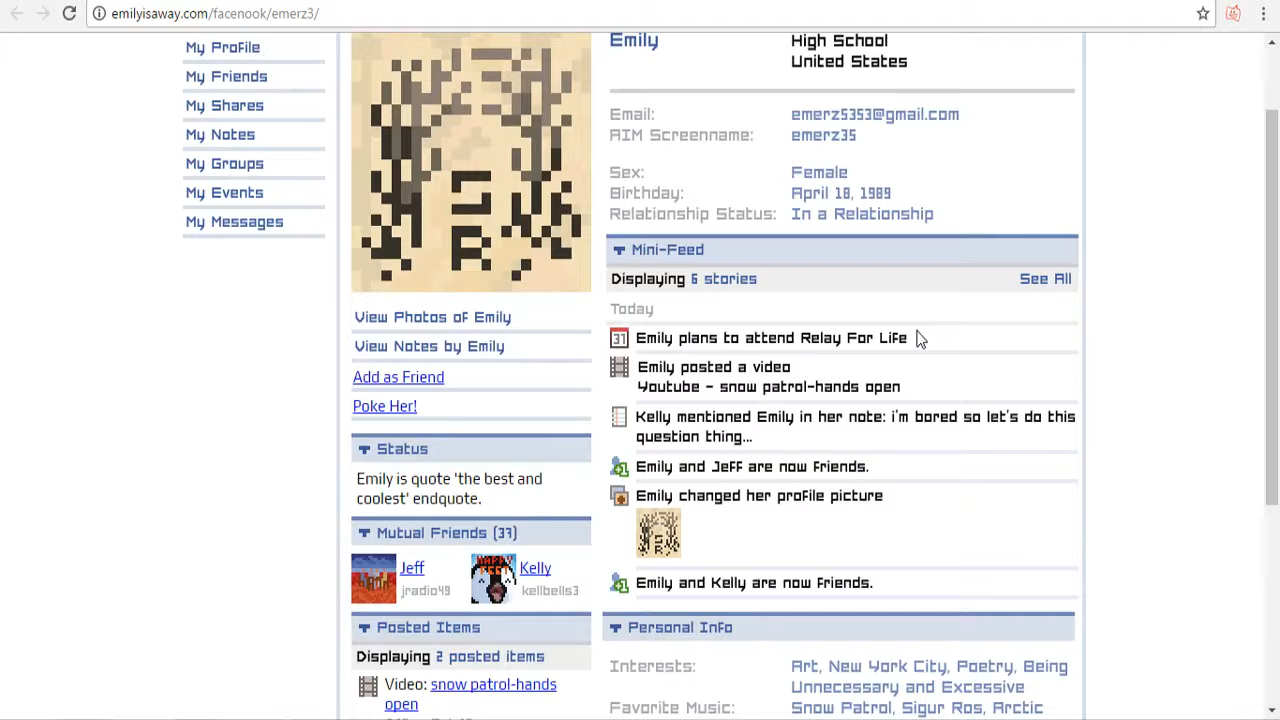 emilyisaway.com/facenook/emerz3/
My Profile
My Friends
My Shares
My Notes
My Groups
My Events
My Messages
View Photos of Emily
View Notes by Emily
Add as Friend
Poke Her!
Status
Emily is quote 'the best and
coolest' endquote.
Mutual Friends (37)
Jeff
jradio49
Kelly
kellbells3
Posted Items
Displaying 2 posted items
Video: snow patrol-hands
open
Emily
High School
United States
Email: emerz5353@gmail.com
AIM Screenname: emerz35
Sex: Female
Birthday: April 18, 1989
Relationship Status: In a Relationship
Mini-Feed
Displaying 6 stories See All
Today
31 Emily plans to attend Relay For Life
Emily posted a video
Youtube - snow patrol-hands open
Kelly mentioned Emily in her note: i'm bored so let's do this
question thing...
Emily and Jeff are now friends.
Emily changed her profile picture
Emily and Kelly are now friends.
Personal Info
Interests: Art, New York City, Poetry, Being
Unnecessary and Excessive
Favorite Music: Snow Patrol, Sigur Ros, Arctic